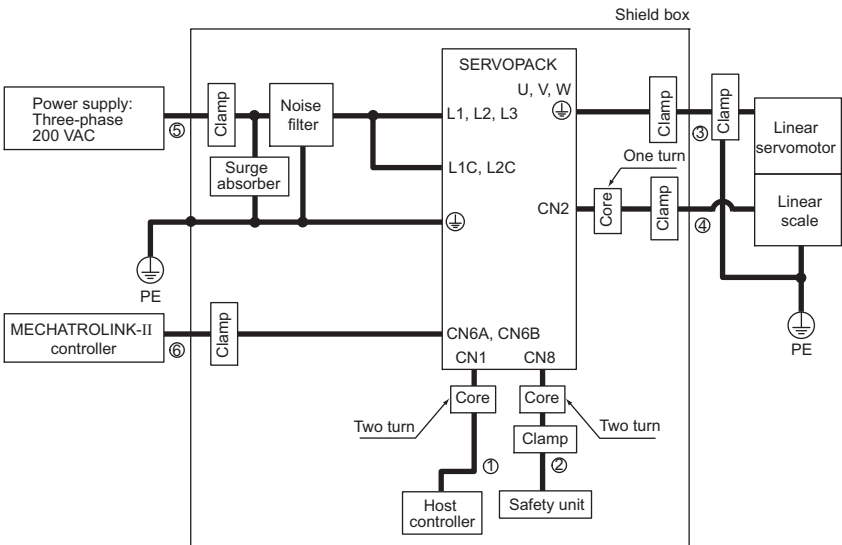 Shield box
SERVOPACK
U, V, W
Power supply:
Three-phase
200 VAC
⑤
Clamp
Noise
filter
L1, L2, L3
Clamp
③
Clamp
Linear
servomotor
Surge
absorber
L1C, L2C
One turn
CN2
Core
Clamp
④
Linear
scale
PE
MECHATROLINK-II
controller
⑥
Clamp
CN6A, CN6B
PE
CN1
CN8
Core
Core
Two turn
Two turn
Clamp
①
②
Host
controller
Safety unit